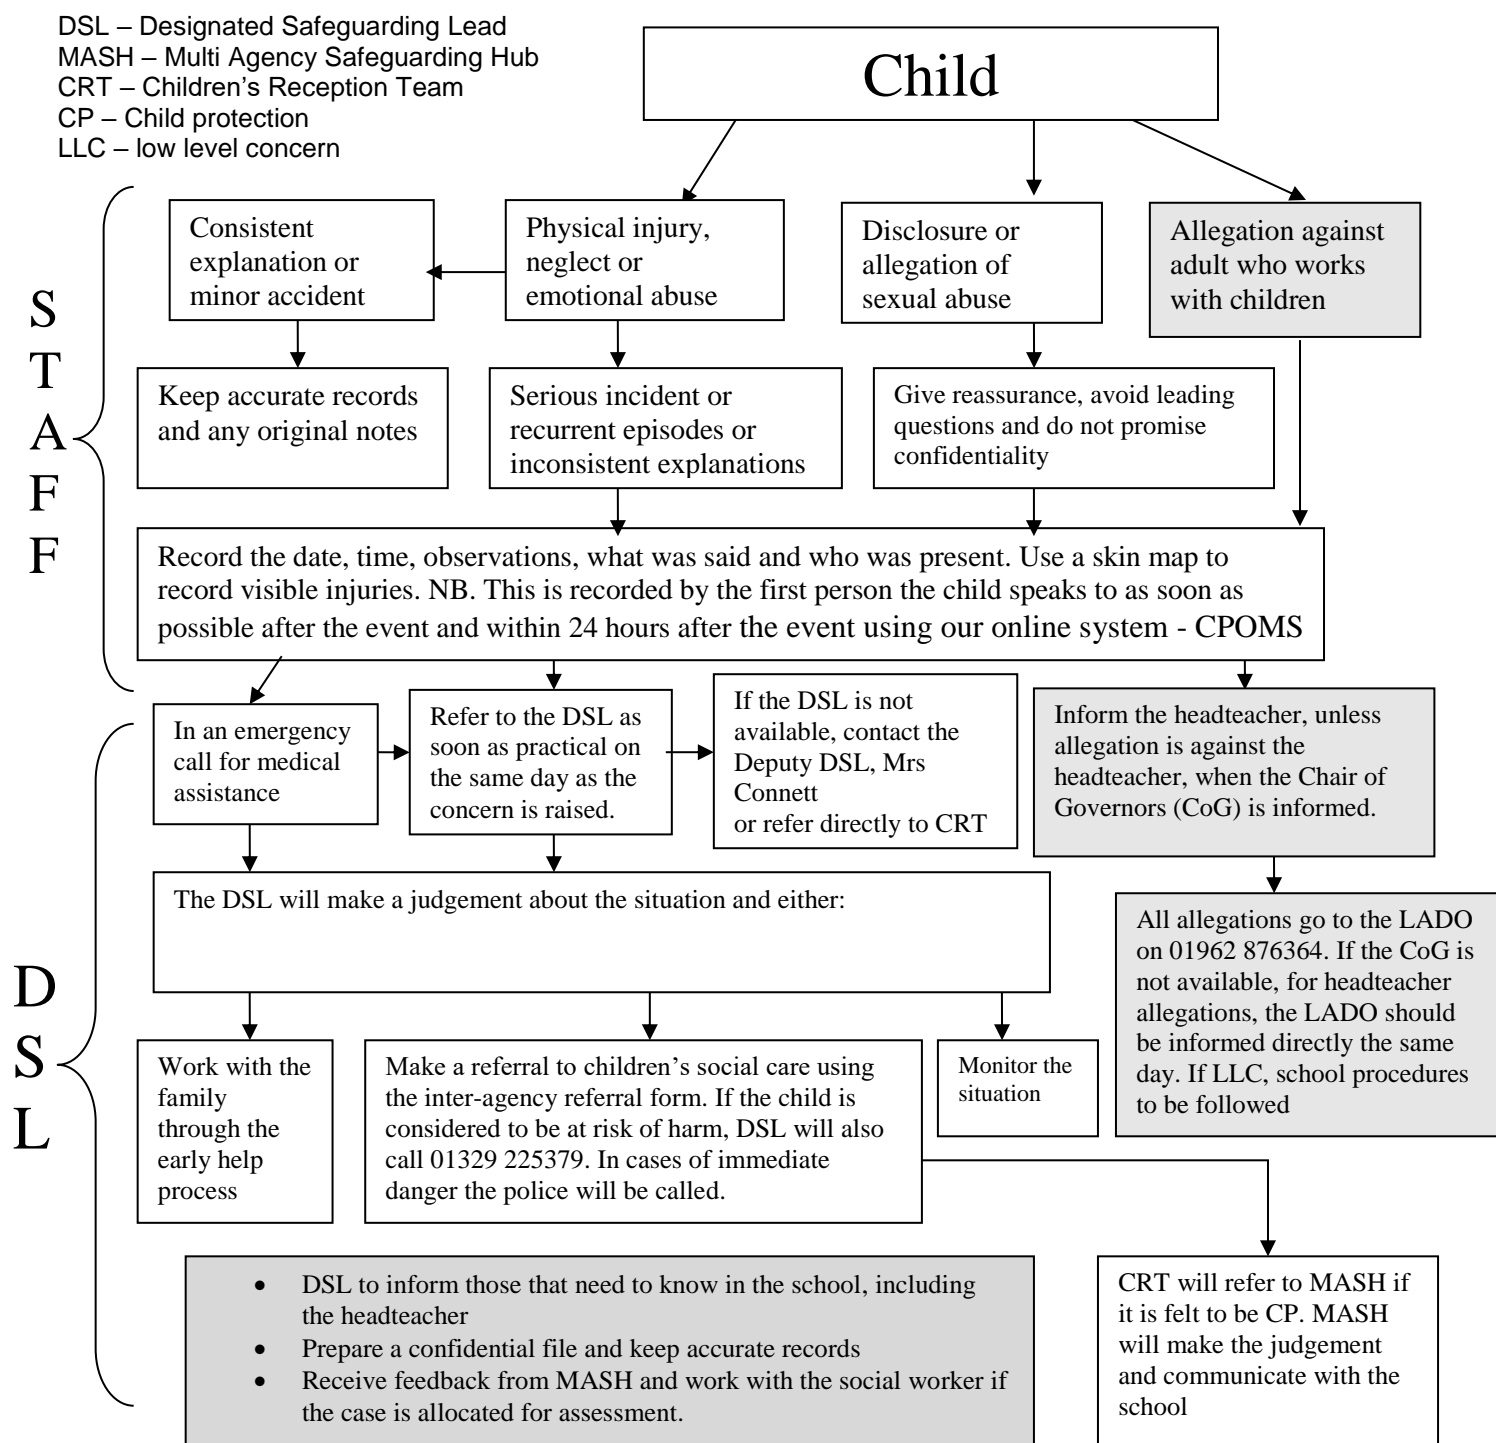 DSL – Designated Safeguarding Lead
MASH – Multi Agency Safeguarding Hub
CRT – Children's Reception Team
CP – Child protection
LLC – low level concern
Child
S
T
A
F
F
Consistent
explanation or
minor accident
Physical injury,
neglect or
emotional abuse
Disclosure or
allegation of
sexual abuse
Allegation against
adult who works
with children
Keep accurate records
and any original notes
Serious incident or
recurrent episodes or
inconsistent explanations
Give reassurance, avoid leading
questions and do not promise
confidentiality
Record the date, time, observations, what was said and who was present. Use a skin map to
record visible injuries. NB. This is recorded by the first person the child speaks to as soon as
possible after the event and within 24 hours after the event using our online system - CPOMS
D
S
L
In an emergency
call for medical
assistance
Refer to the DSL as
soon as practical on
the same day as the
concern is raised.
If the DSL is not
available, contact the
Deputy DSL, Mrs
Connett
or refer directly to CRT
Inform the headteacher, unless
allegation is against the
headteacher, when the Chair of
Governors (CoG) is informed.
The DSL will make a judgement about the situation and either:
All allegations go to the LADO
on 01962 876364. If the CoG is
not available, for headteacher
allegations, the LADO should
be informed directly the same
day. If LLC, school procedures
to be followed
Work with the
family
through the
early help
process
Make a referral to children's social care using
the inter-agency referral form. If the child is
considered to be at risk of harm, DSL will also
call 01329 225379. In cases of immediate
danger the police will be called.
Monitor the
situation
• DSL to inform those that need to know in the school, including
the headteacher
• Prepare a confidential file and keep accurate records
• Receive feedback from MASH and work with the social worker if
the case is allocated for assessment.
CRT will refer to MASH if
it is felt to be CP. MASH
will make the judgement
and communicate with the
school